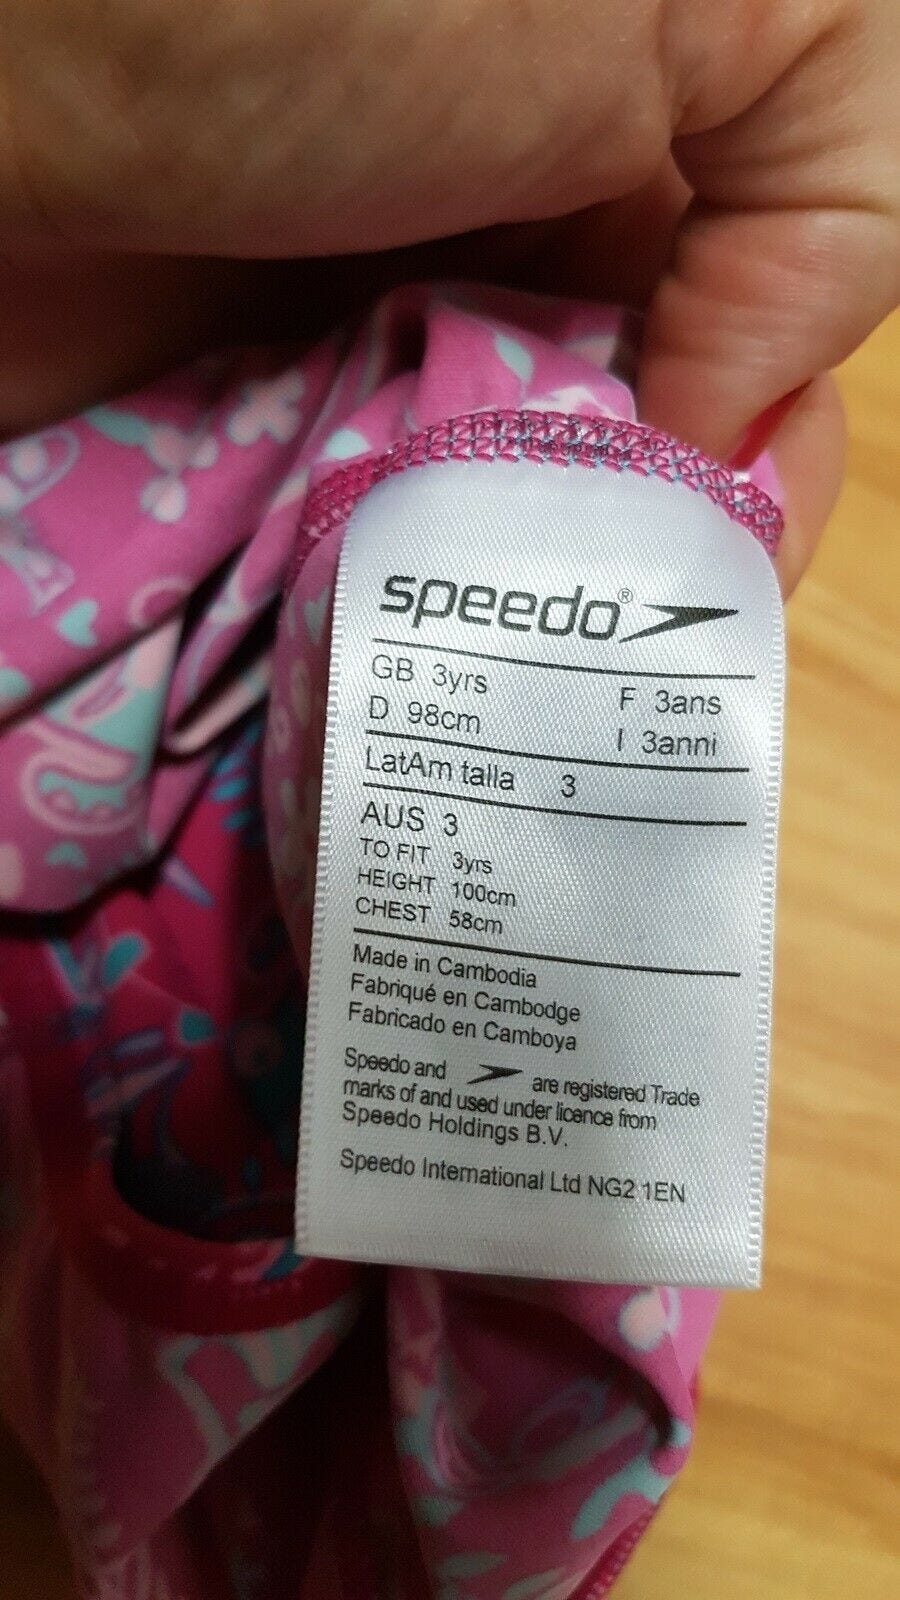 speedo®
GB 3yrs F 3ans
D 98cm I 3anni
LatAm talla 3
AUS 3
TO FIT 3yrs
HEIGHT 100cm
CHEST 58cm
Made in Cambodia
Fabriqué en Cambodge
Fabricado en Camboya
Speedo and are registered Trade
marks of and used under licence from
Speedo Holdings B.V.
Speedo International Ltd NG2 1EN